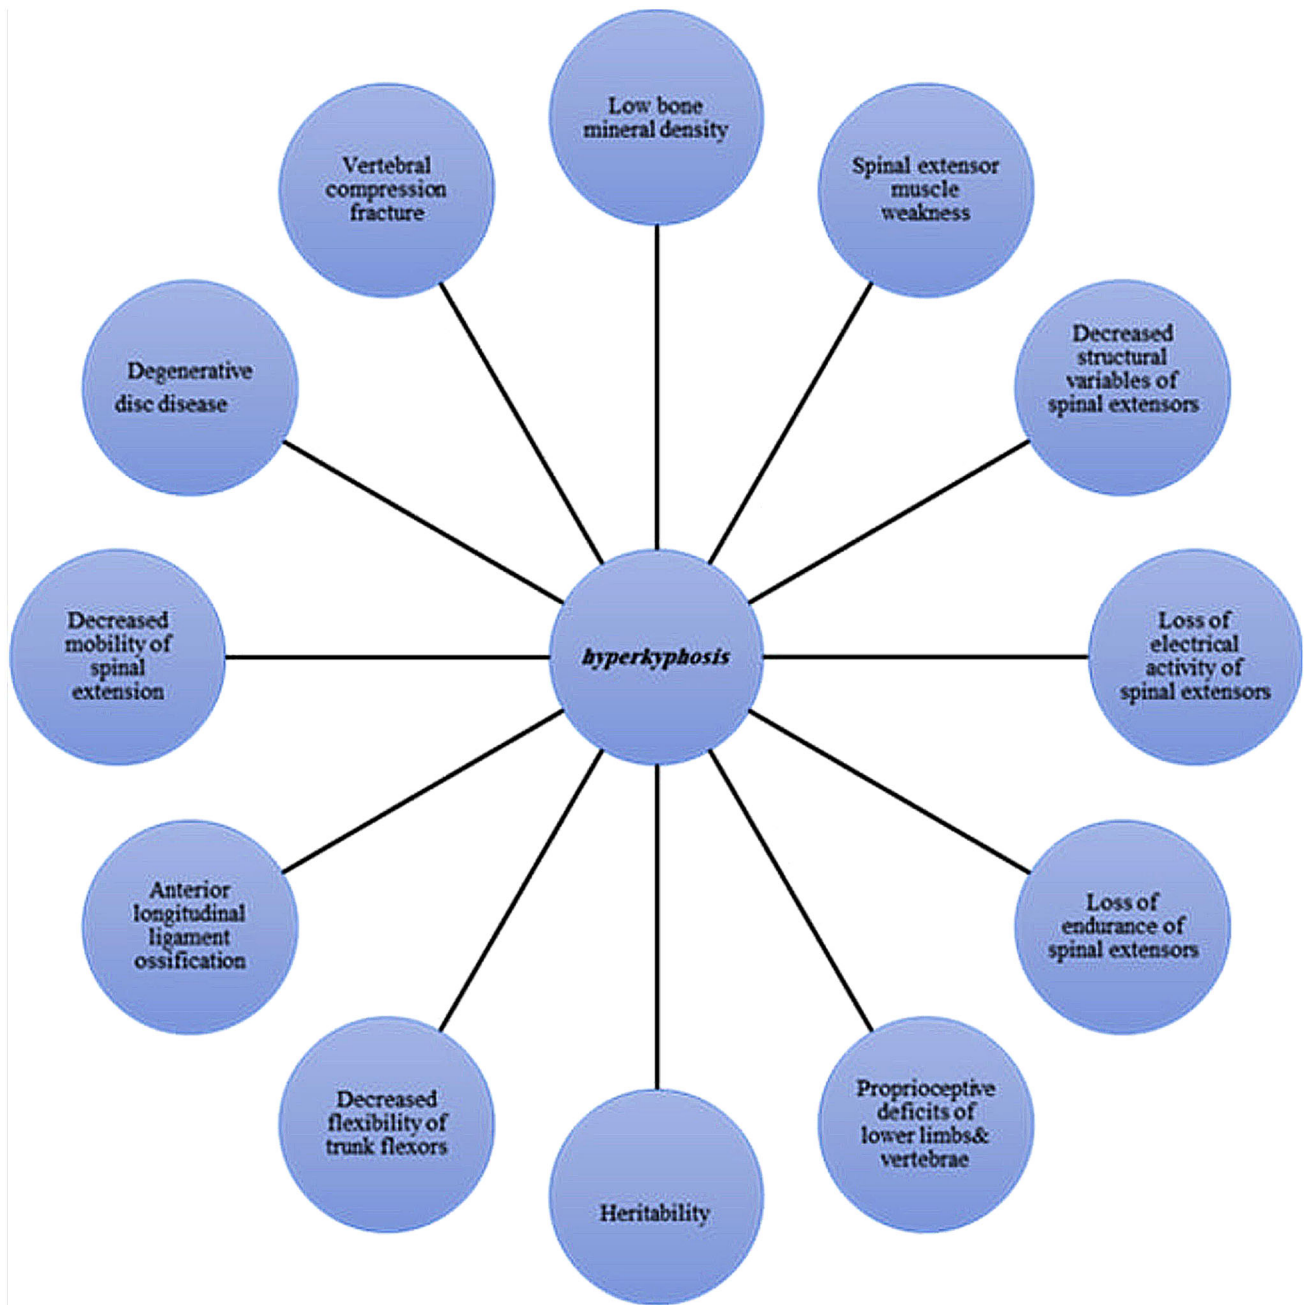 Low bone
mineral density
Spinal extensor
muscle
weakness
Decreased
structural
variables of
spinal extensors
Loss of
electrical
activity of
spinal extensors
Loss of
endurance of
spinal extensors
Proprioceptive
deficits of
lower limbs&
vertebrae
Heritability
Decreased
flexibility of
trunk flexors
Anterior
longitudinal
ligament
ossification
Decreased
mobility of
spinal
extension
Degenerative
disc disease
Vertebral
compression
fracture
hyperkyphosis